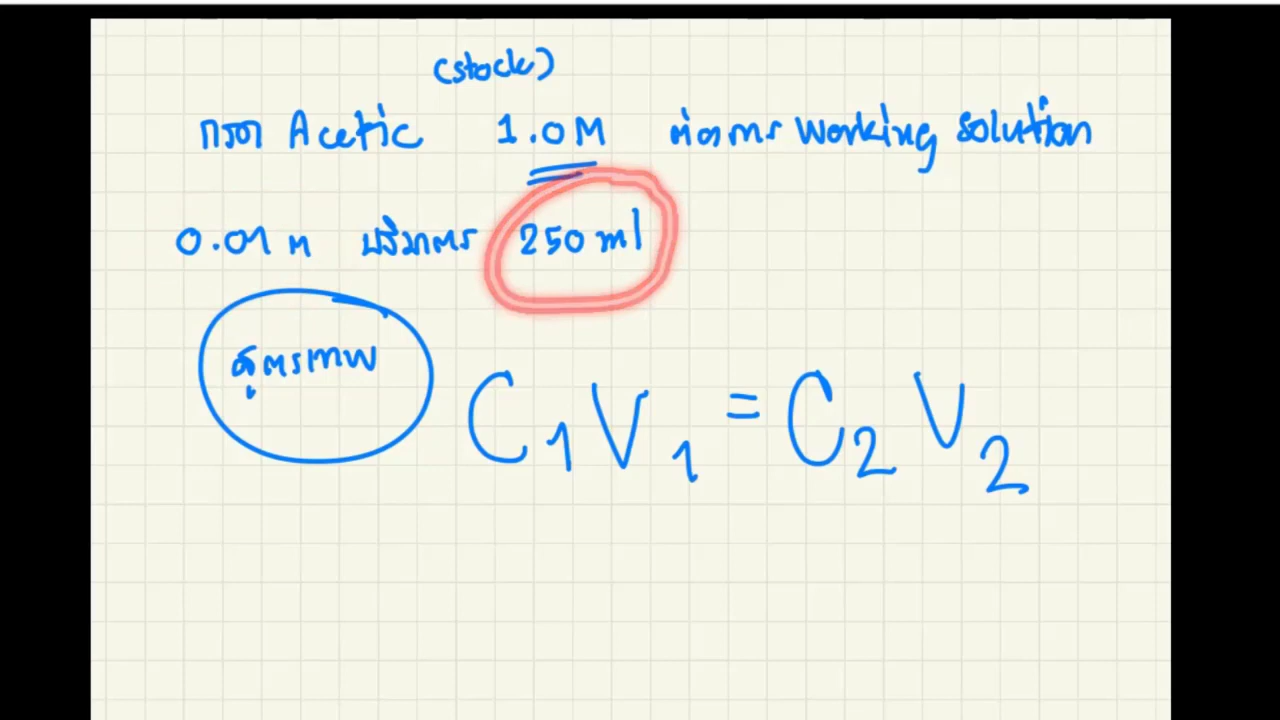 (stock)
กรด Acetic 1.0M ต้องการ Working solution
0.01 M ปริมาตร 250 ml
สูตรเทพ
C₁V₁ = C₂V₂